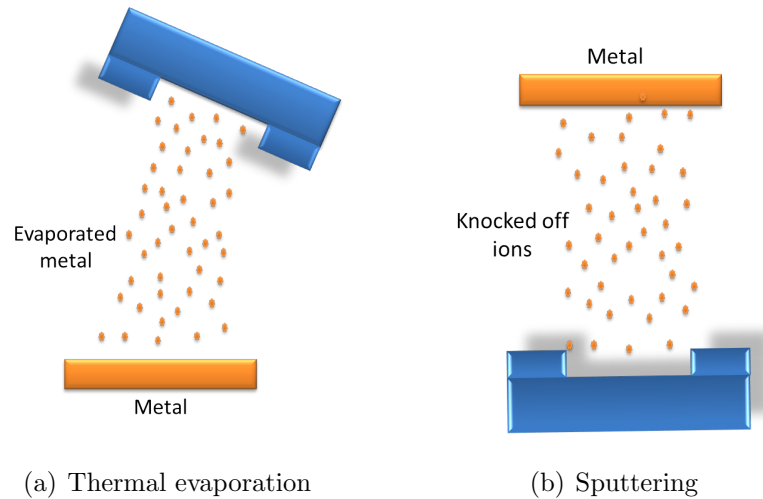 Metal
Evaporated
metal
Knocked off
ions
Metal
(a) Thermal evaporation
(b) Sputtering